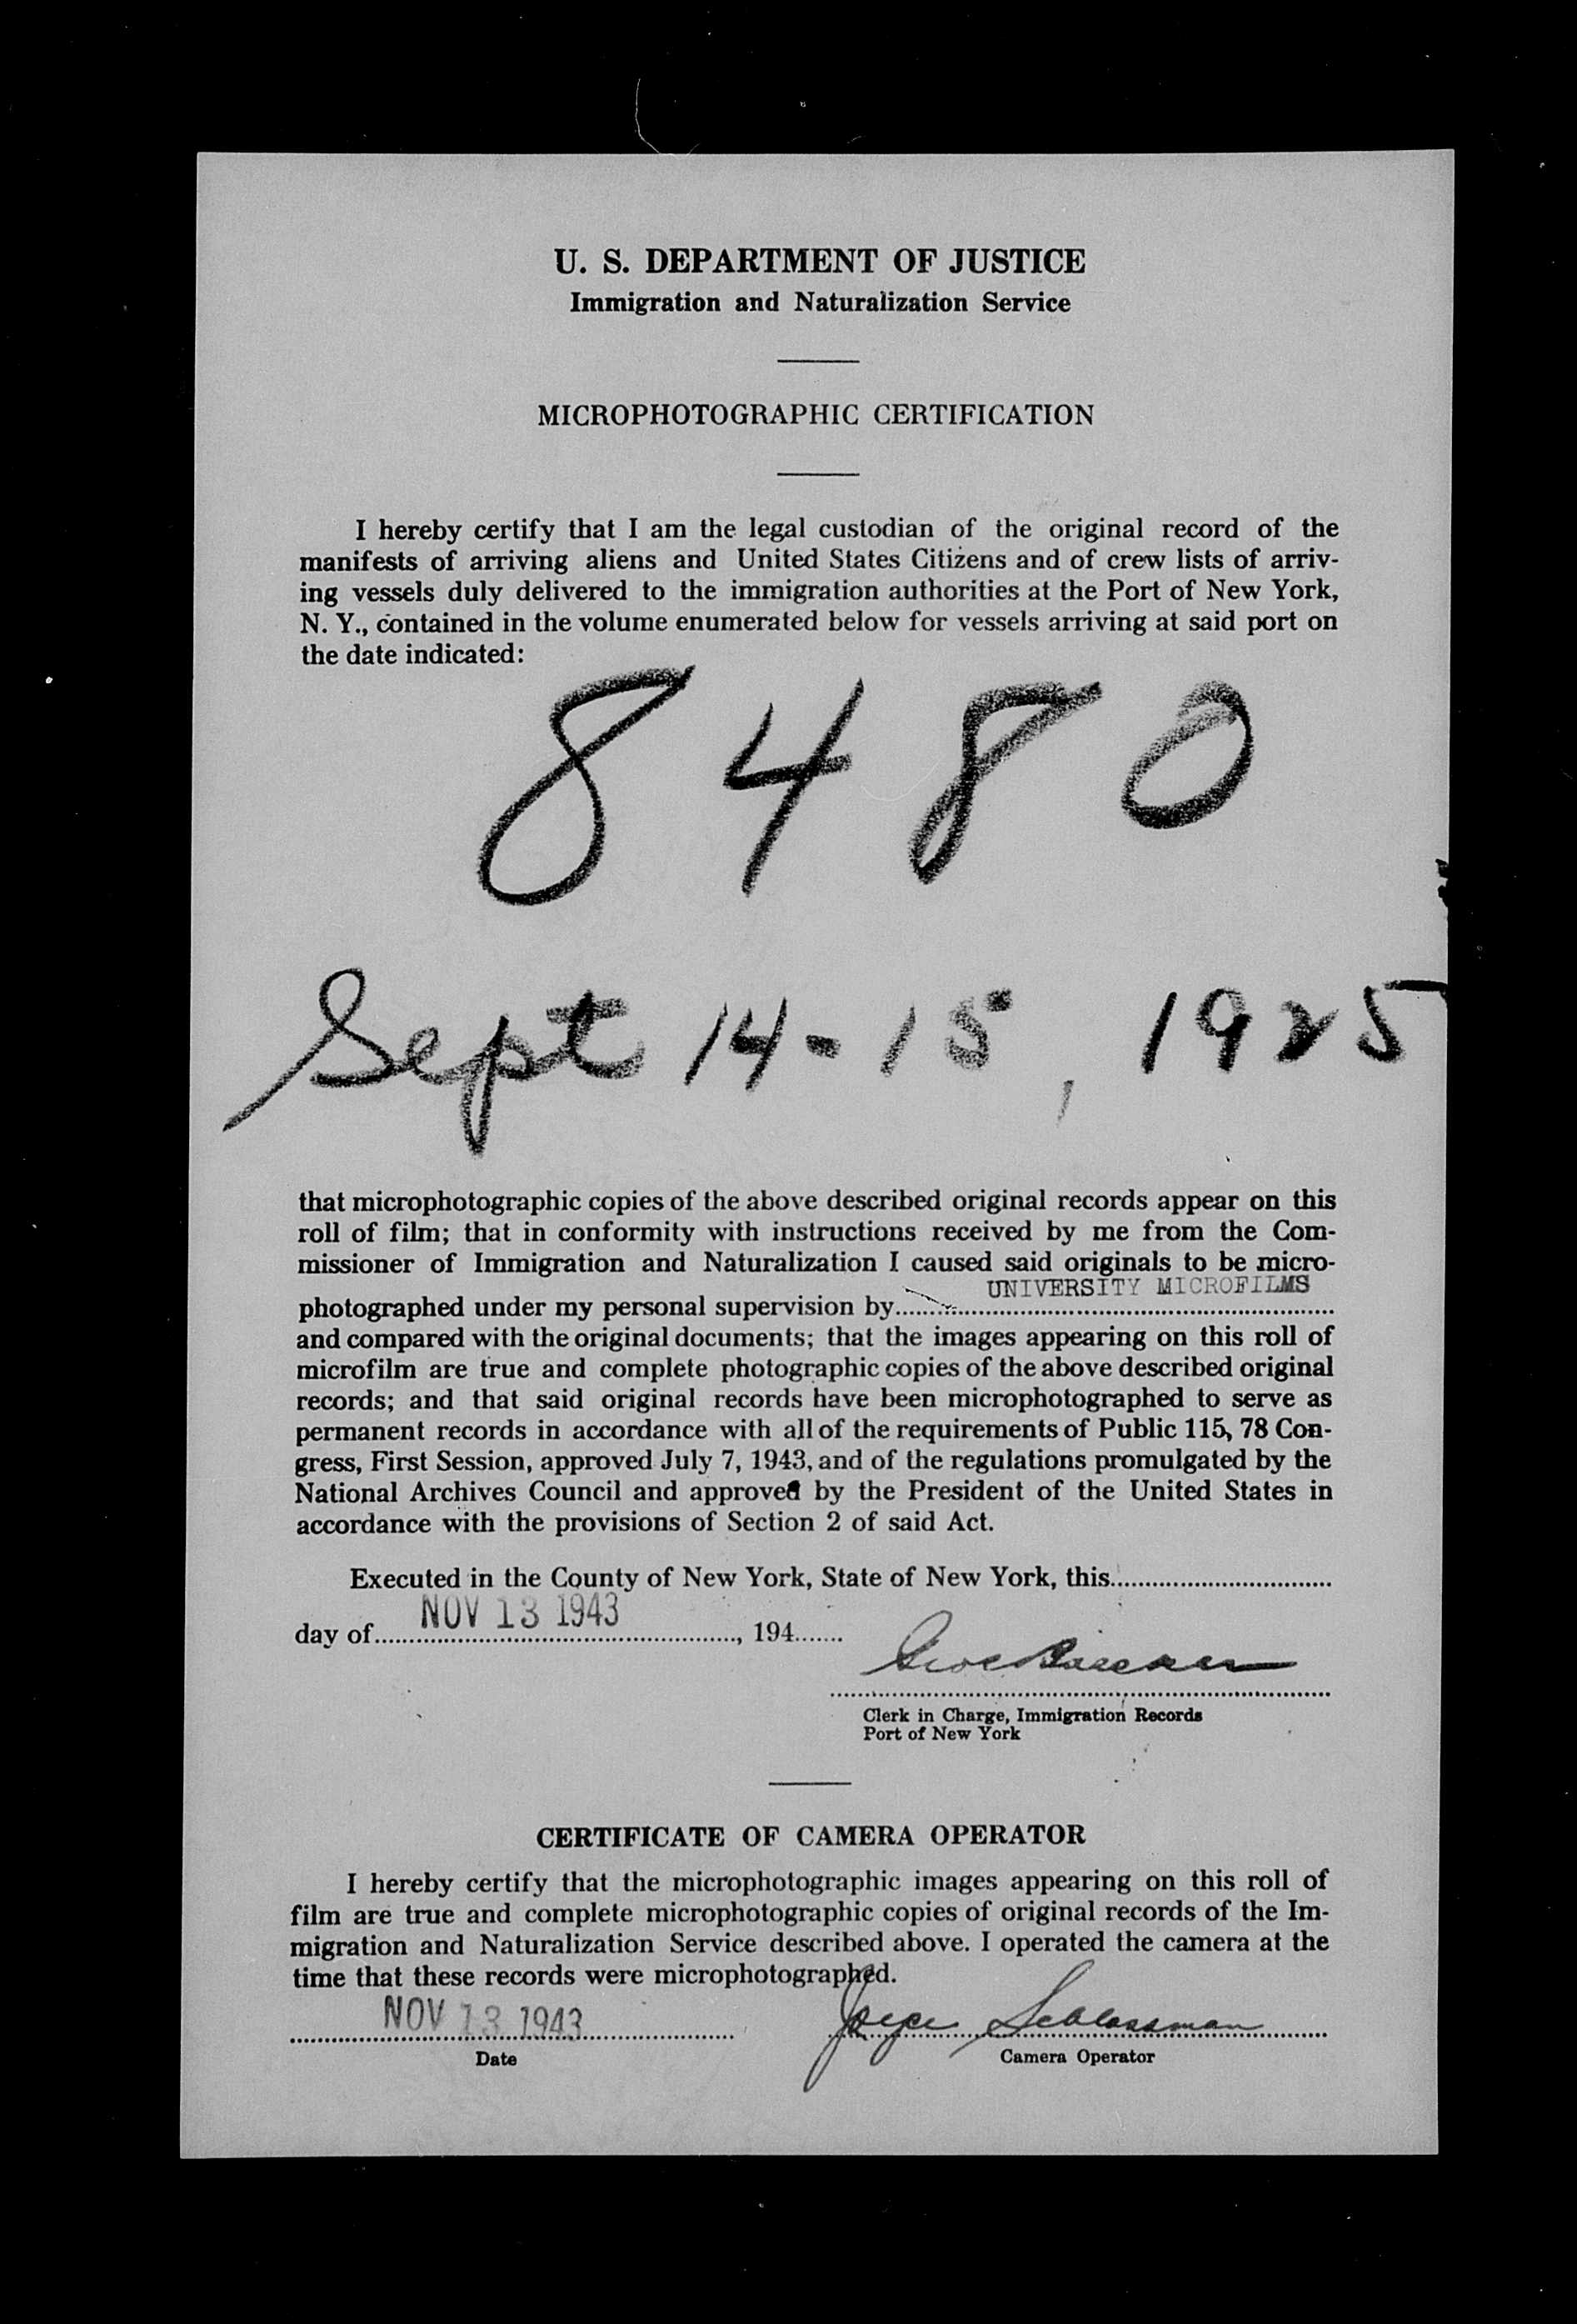 U. S. DEPARTMENT OF JUSTICE
Immigration and Naturalization Service
MICROPHOTOGRAPHIC CERTIFICATION
I hereby certify that I am the legal custodian of the original record of the
manifests of arriving aliens and United States Citizens and of crew lists of arriv-
ing vessels duly delivered to the immigration authorities at the Port of New York,
N. Y., contained in the volume enumerated below for vessels arriving at said port on
the date indicated:
8480
Sept 14-15, 1925
that microphotographic copies of the above described original records appear on this
roll of film; that in conformity with instructions received by me from the Com-
missioner of Immigration and Naturalization I caused said originals to be micro-
UNIVERSITY MICROFILMS
photographed under my personal supervision by
and compared with the original documents; that the images appearing on this roll of
microfilm are true and complete photographic copies of the above described original
records; and that said original records have been microphotographed to serve as
permanent records in accordance with all of the requirements of Public 115, 78 Con-
gress, First Session, approved July 7, 1943, and of the regulations promulgated by the
National Archives Council and approved by the President of the United States in
accordance with the provisions of Section 2 of said Act.
Executed in the County of New York, State of New York, this
NOV 13 1943
day of , 194
Clerk in Charge, Immigration Records
Port of New York
CERTIFICATE OF CAMERA OPERATOR
I hereby certify that the microphotographic images appearing on this roll of
film are true and complete microphotographic copies of original records of the Im-
migration and Naturalization Service described above. I operated the camera at the
time that these records were microphotographed.
NOV 13 1943 Joyce Schlossman
Date Camera Operator